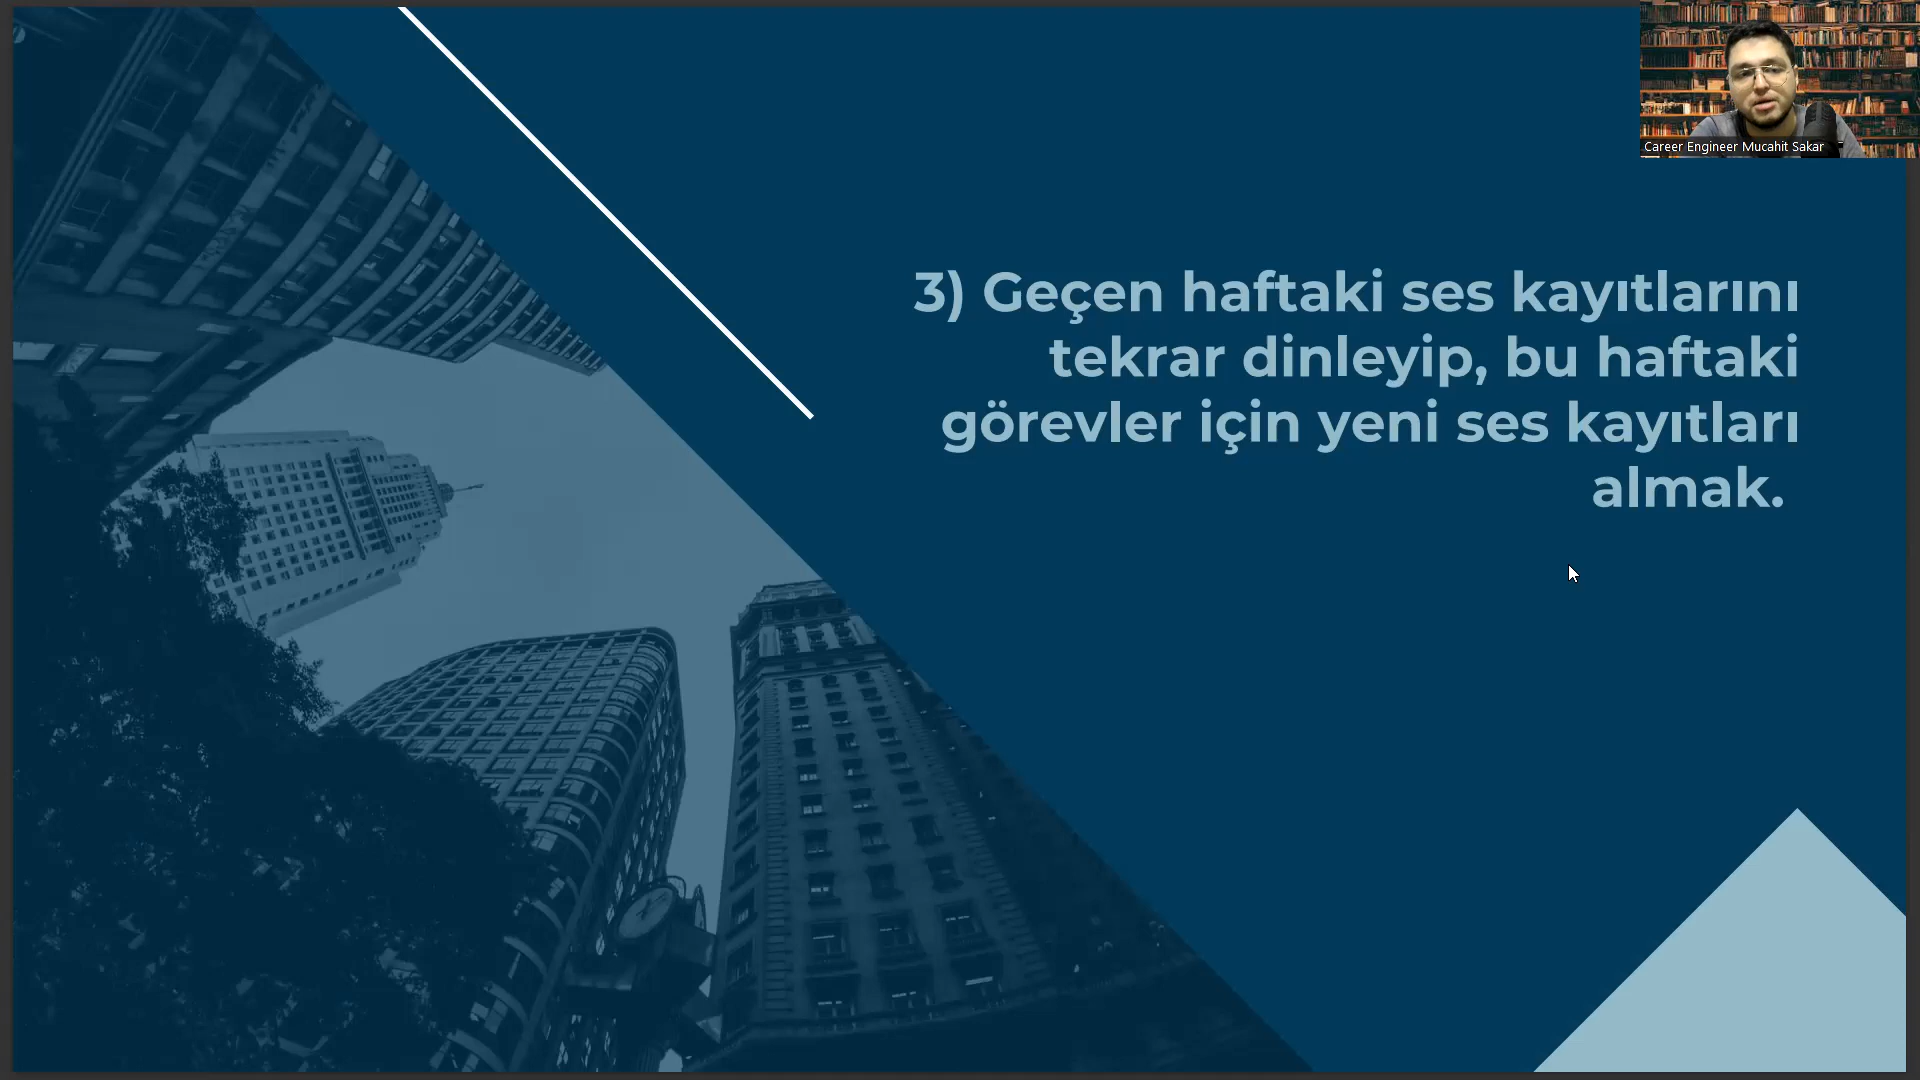 Career Engineer Mucahit Sakar
3) Geçen haftaki ses kayıtlarını
tekrar dinleyip, bu haftaki
görevler için yeni ses kayıtları
almak.